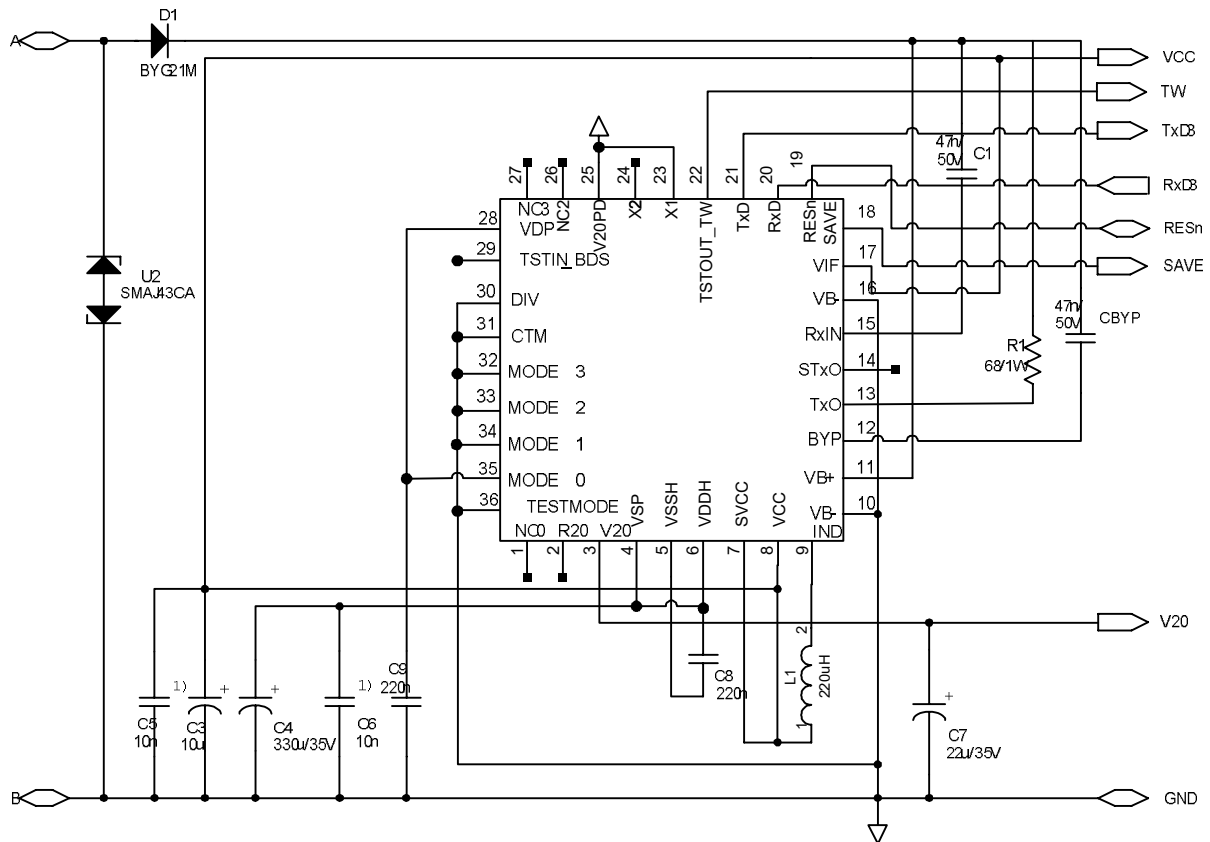 D1
A
BYG21M
VCC
TW
TxDB
RxDB
RESn
SAVE
47n/
50V
C1
27
26
25
24
23
22
21
20
19
NC3
NC2
V20PD
X2
X1
TSTOUT_TW
TxD
RxD
RESn
SAVE
18
28
VDP
29
TSTIN_BDS
VIF
17
30
DIV
VB-
16
31
CTM
RxIN
15
32
MODE 3
STxO
14
33
MODE 2
TxO
13
34
MODE 1
BYP
12
35
MODE 0
VB+
11
36
TESTMODE
VB-
10
U2
SMAJ43CA
47n/
50V
CBYP
R1
68/1W
NC0
R20
V20
VSP
VSSH
VDDH
SVCC
VCC
IND
1
2
3
4
5
6
7
8
9
V20
C9
220n
C8
220n
2
L1
220uH
1
1)
+
+
1)
+
C5
10n
C3
10u
C4
330u/35V
C6
10n
C7
22u/35V
B
GND